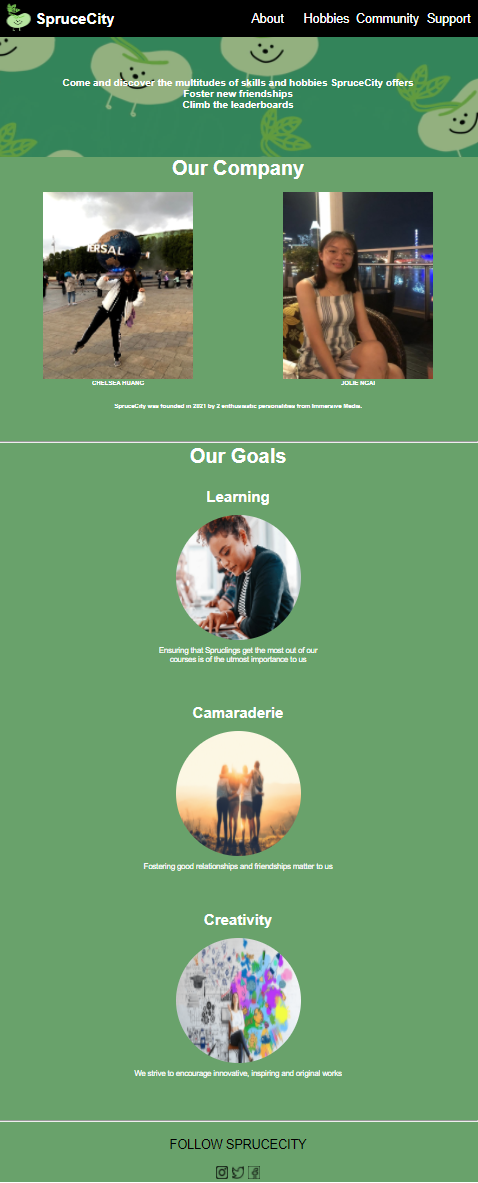 SpruceCity
About Hobbies Community Support
Come and discover the multitudes of skills and hobbies SpruceCity offers
Foster new friendships
Climb the leaderboards
Our Company
ERSAL
CHELSEA HUANG
JOLIE NGAI
SpruceCity was founded in 2021 by 2 enthusiastic personalities from Immersive Media.
Our Goals
Learning
Ensuring that Spruclings get the most out of our
courses is of the utmost importance to us
Camaraderie
Fostering good relationships and friendships matter to us
Creativity
We strive to encourage innovative, inspiring and original works
FOLLOW SPRUCECITY